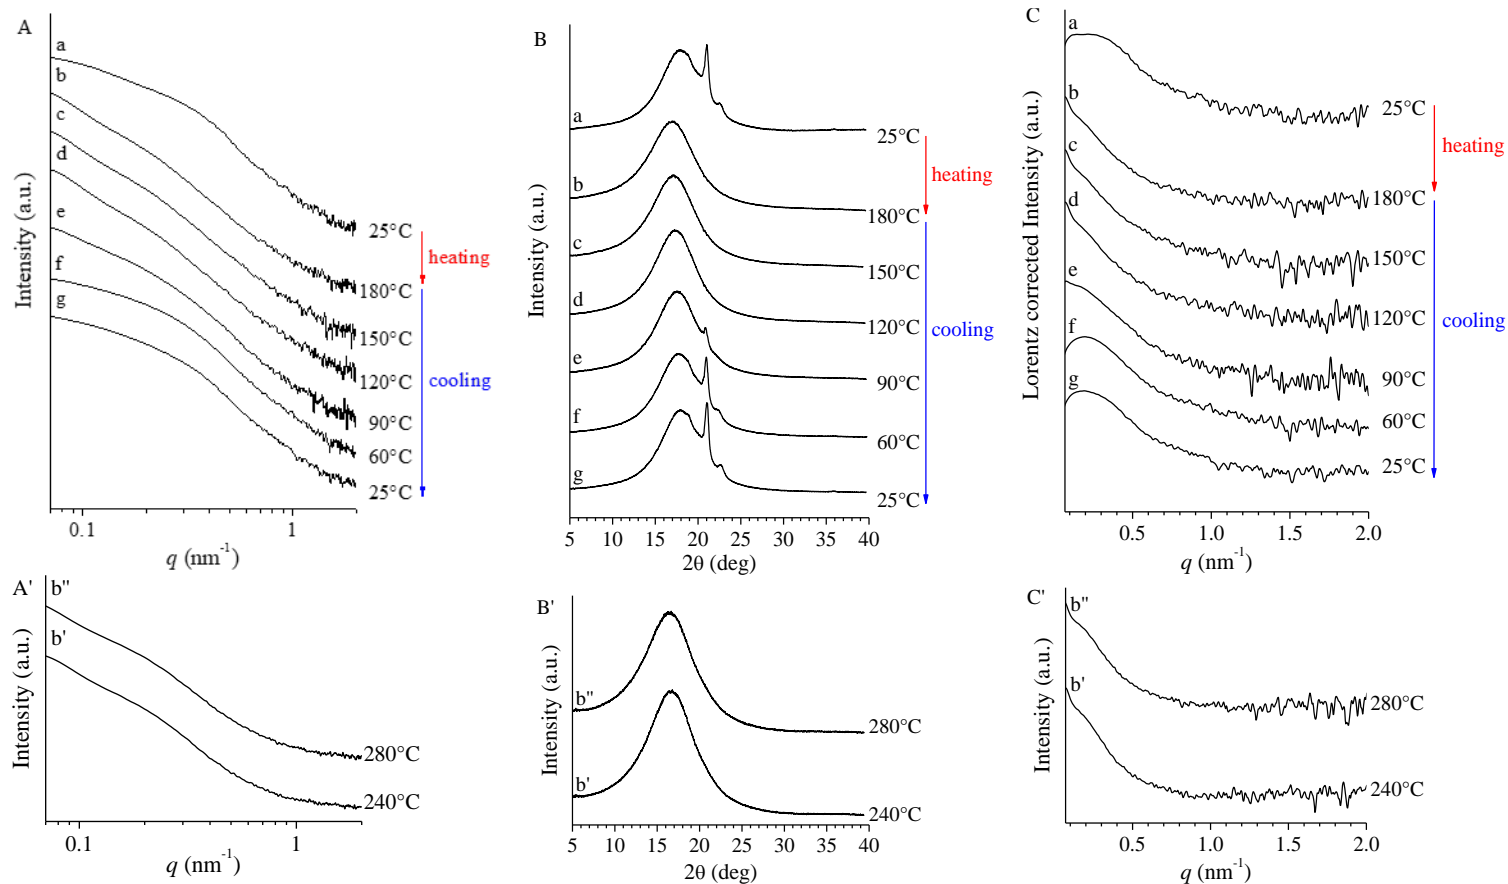 A
a
b
c
d
e
f
g
25°C
180°C
150°C
120°C
90°C
60°C
25°C
heating
cooling
Intensity (a.u.)
0.1
1
q (nm-1)
B
a
b
c
d
e
f
g
25°C
180°C
150°C
120°C
90°C
60°C
25°C
heating
cooling
Intensity (a.u.)
5 10 15 20 25 30 35 40
2θ (deg)
C
a
b
c
d
e
f
g
25°C
180°C
150°C
120°C
90°C
60°C
25°C
heating
cooling
Lorentz corrected Intensity (a.u.)
0.5 1.0 1.5 2.0
q (nm-1)
A'
b"
b'
280°C
240°C
Intensity (a.u.)
0.1
1
q (nm-1)
B'
b"
b'
280°C
240°C
Intensity (a.u.)
5 10 15 20 25 30 35 40
2θ (deg)
C'
b"
b'
280°C
240°C
Intensity (a.u.)
0.5 1.0 1.5 2.0
q (nm-1)